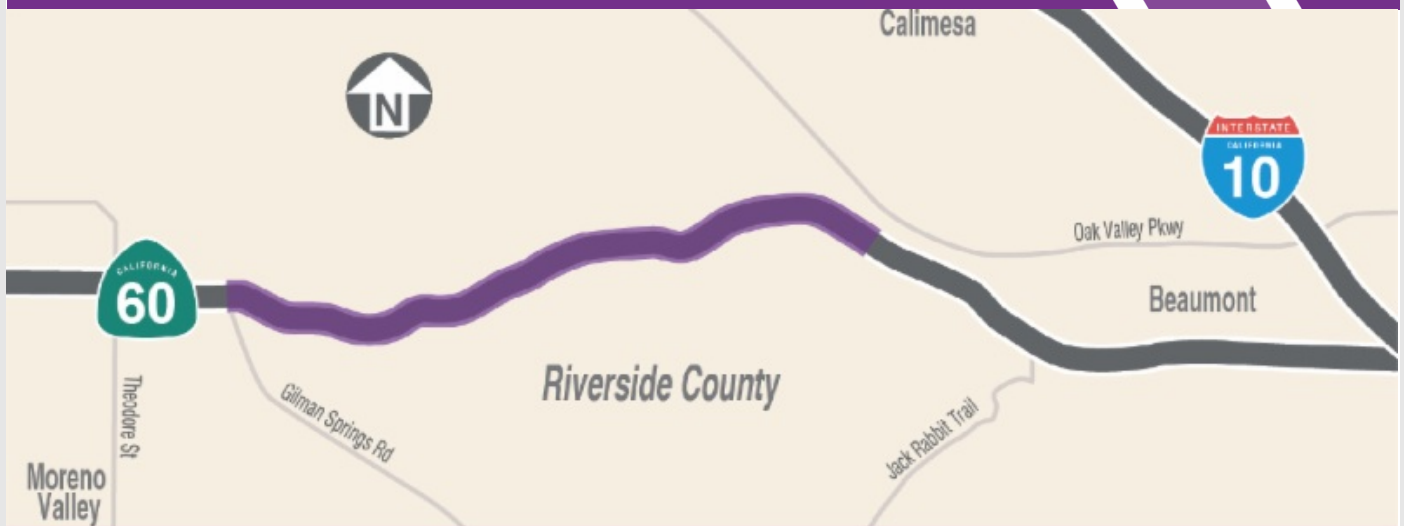 Calimesa
N
INTERSTATE
CALIFORNIA
10
Oak Valley Pkwy
CALIFORNIA
60
Beaumont
Theodore St
Gilman Springs Rd
Riverside County
Jack Rabbit Trail
Moreno
Valley